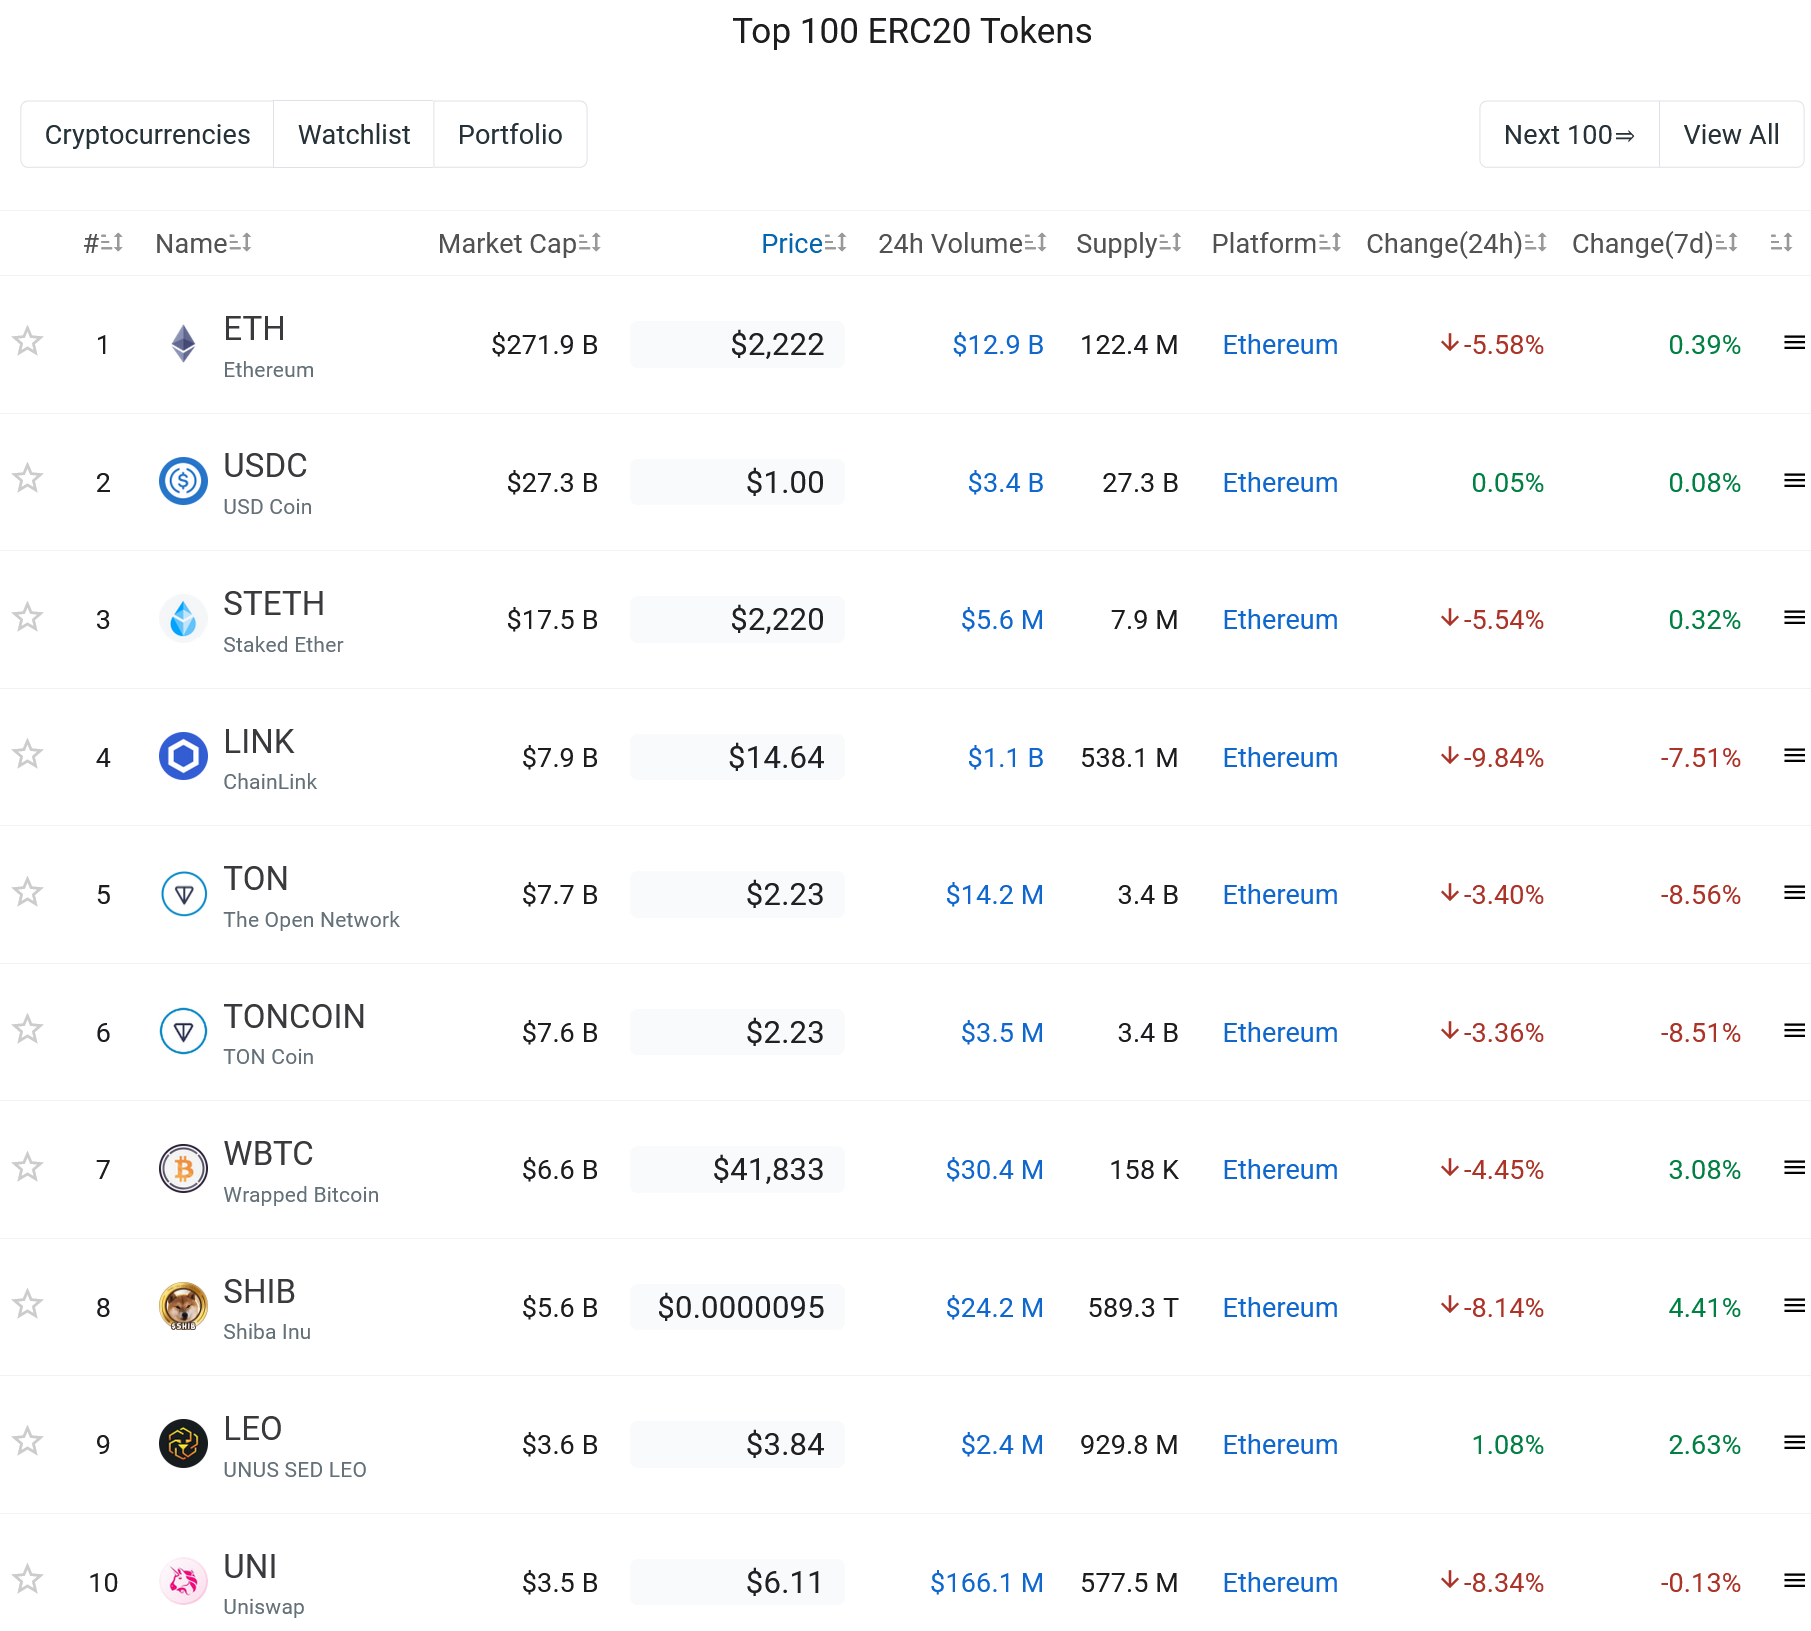 Top 100 ERC20 Tokens
Cryptocurrencies Watchlist Portfolio Next 100⇒ View All
# Name Market Cap Price 24h Volume Supply Platform Change(24h) Change(7d)
1 ETH $271.9 B $2,222 $12.9 B 122.4 M Ethereum -5.58% 0.39%
Ethereum
2 USDC $27.3 B $1.00 $3.4 B 27.3 B Ethereum 0.05% 0.08%
USD Coin
3 STETH $17.5 B $2,220 $5.6 M 7.9 M Ethereum -5.54% 0.32%
Staked Ether
4 LINK $7.9 B $14.64 $1.1 B 538.1 M Ethereum -9.84% -7.51%
ChainLink
5 TON $7.7 B $2.23 $14.2 M 3.4 B Ethereum -3.40% -8.56%
The Open Network
6 TONCOIN $7.6 B $2.23 $3.5 M 3.4 B Ethereum -3.36% -8.51%
TON Coin
7 WBTC $6.6 B $41,833 $30.4 M 158 K Ethereum -4.45% 3.08%
Wrapped Bitcoin
8 SHIB $5.6 B $0.0000095 $24.2 M 589.3 T Ethereum -8.14% 4.41%
$SHIB
Shiba Inu
9 LEO $3.6 B $3.84 $2.4 M 929.8 M Ethereum 1.08% 2.63%
UNUS SED LEO
10 UNI $3.5 B $6.11 $166.1 M 577.5 M Ethereum -8.34% -0.13%
Uniswap